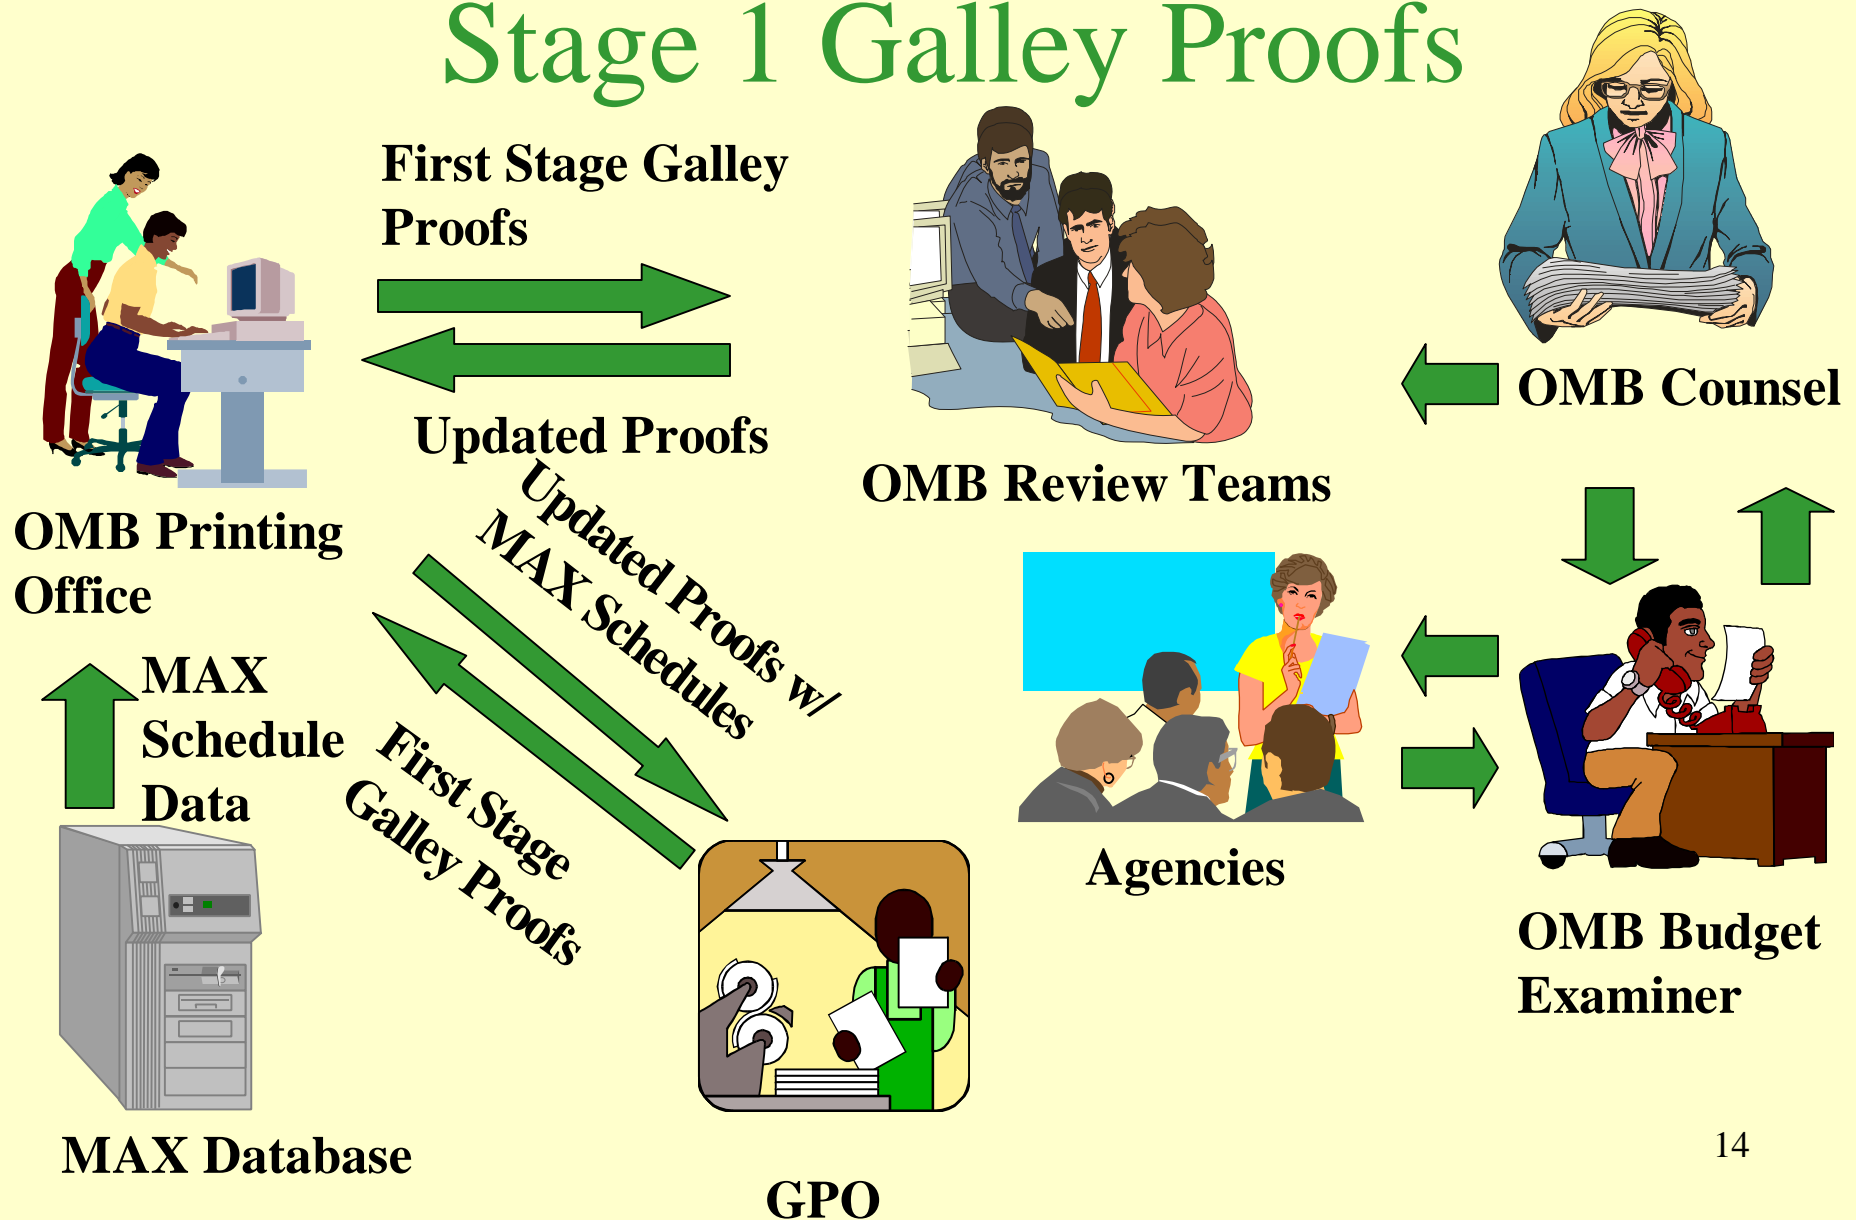 Stage 1 Galley Proofs
First Stage Galley
Proofs
Updated Proofs
OMB Counsel
OMB Review Teams
OMB Printing
Office
Updated Proofs w/
MAX Schedules
MAX
Schedule
Data
First Stage
Galley Proofs
Agencies
OMB Budget
Examiner
MAX Database
GPO
14